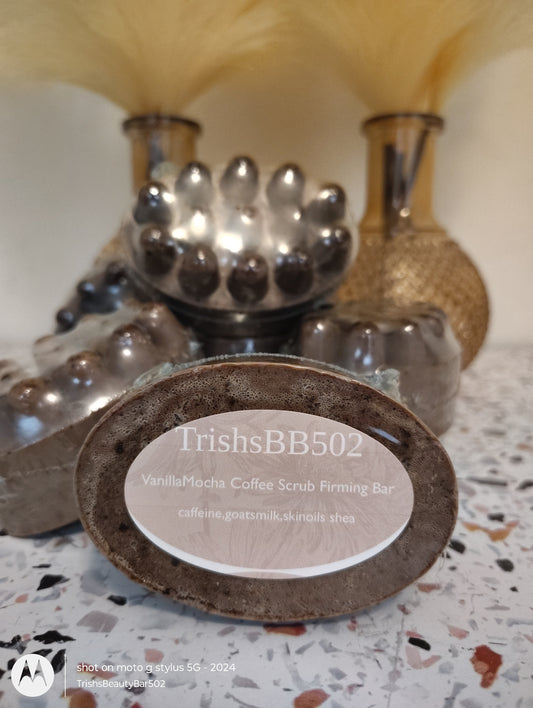 TrishsBB502
VanillaMocha Coffee Scrub Firming Bar
caffeine,goatsmilk,skinoils shea
shot on moto g stylus 5G - 2024
TrishsBeautyBar502